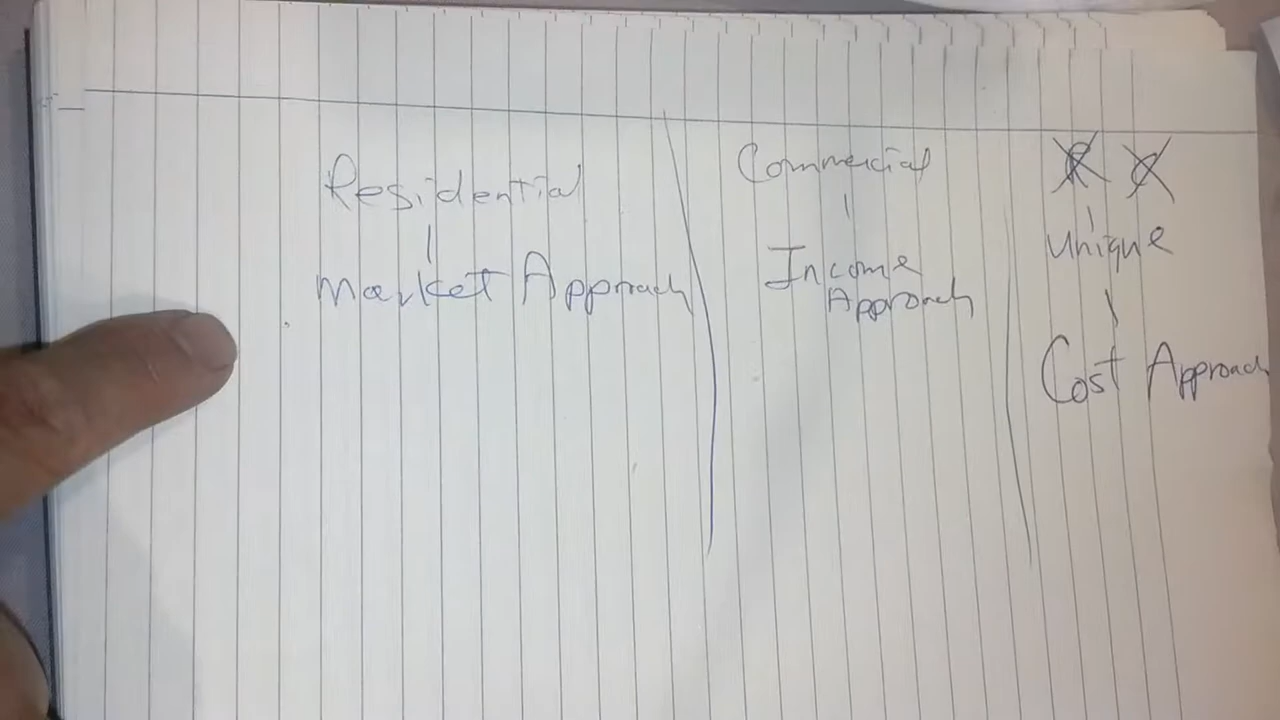 Residential
Market Approach
Commercial
Income
Approach
R C
Unique
Cost Approach